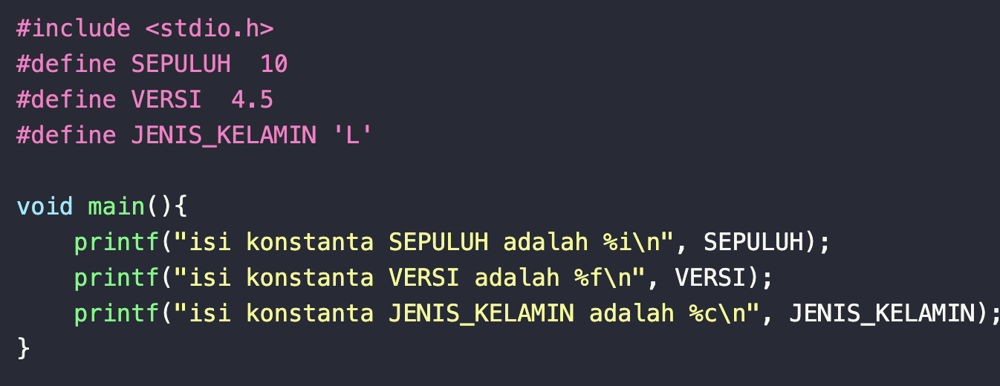 #include <stdio.h>
#define SEPULUH  10
#define VERSI  4.5
#define JENIS_KELAMIN 'L'
void main(){
    printf("isi konstanta SEPULUH adalah %i\n", SEPULUH);
    printf("isi konstanta VERSI adalah %f\n", VERSI);
    printf("isi konstanta JENIS_KELAMIN adalah %c\n", JENIS_KELAMIN);
}